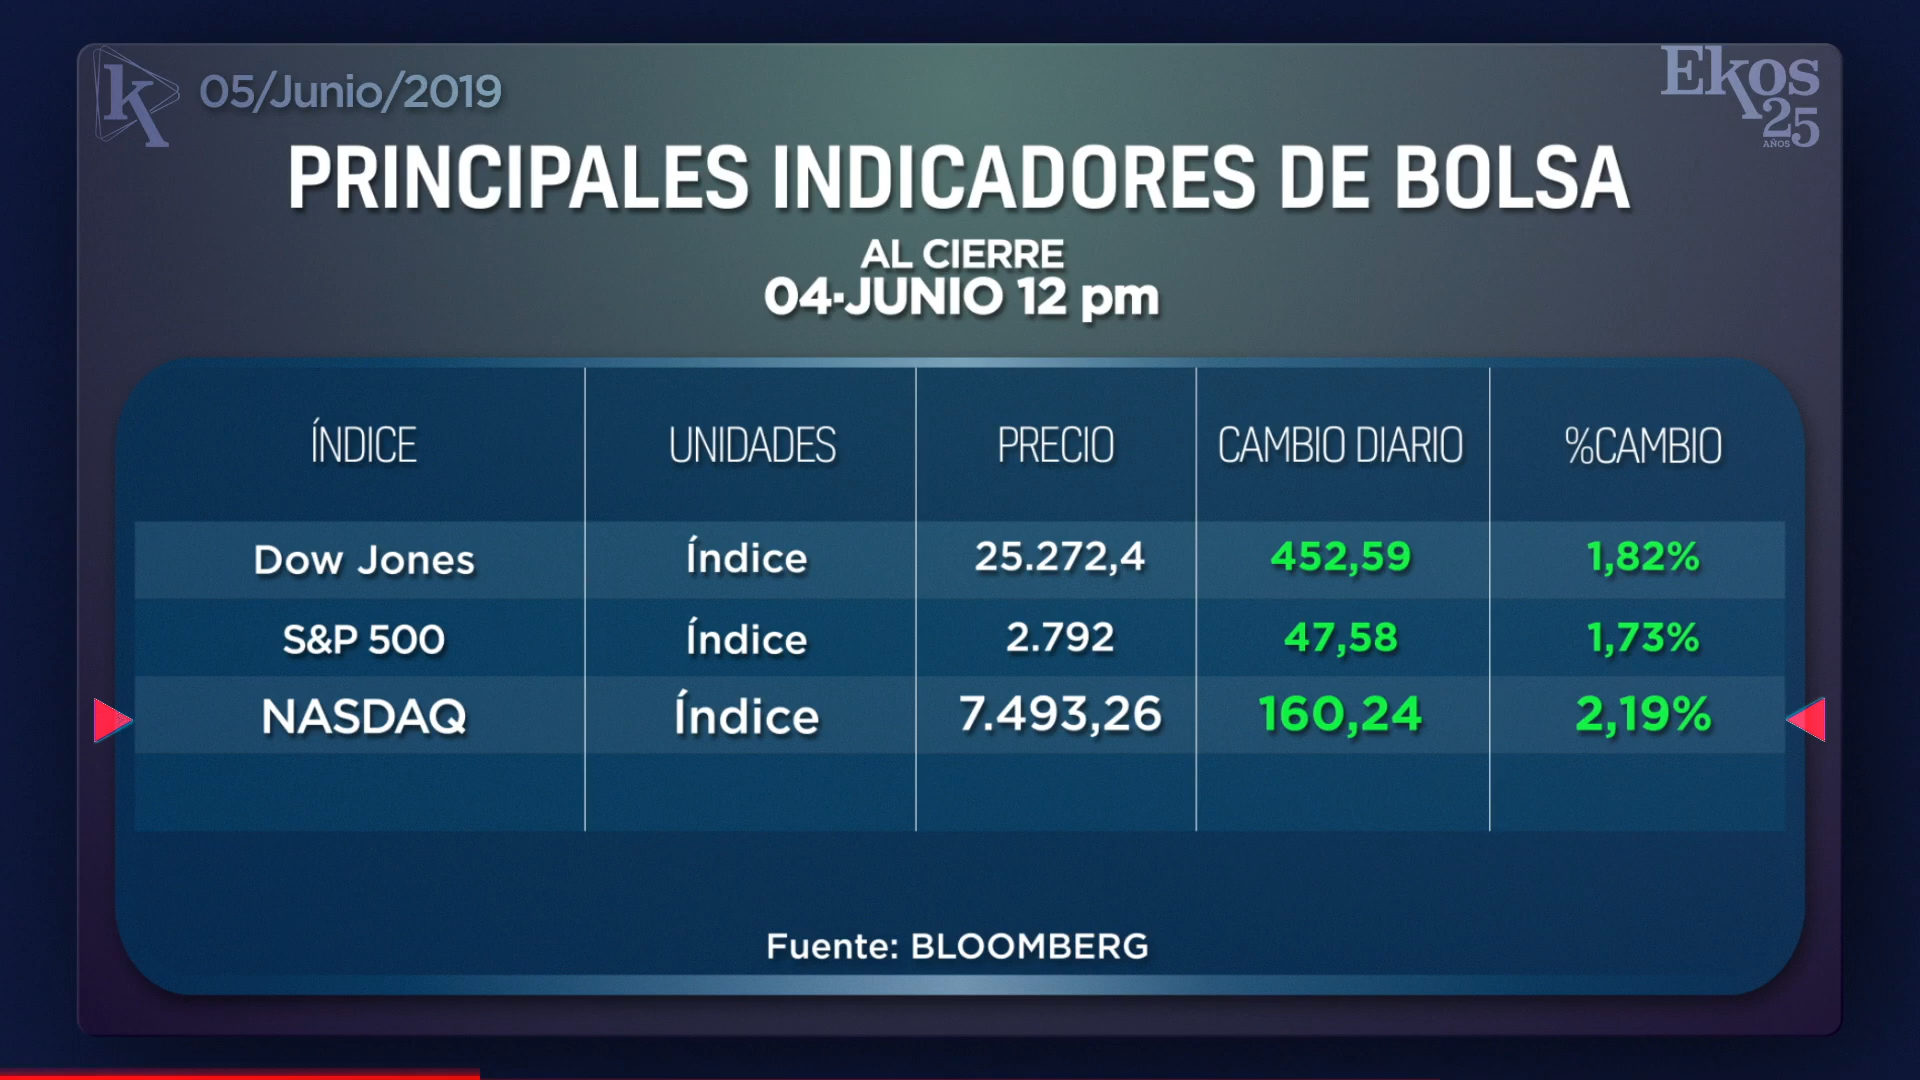 k 05/Junio/2019
Ekos
25
AÑOS
PRINCIPALES INDICADORES DE BOLSA
AL CIERRE
04·JUNIO 12 pm
ÍNDICE UNIDADES PRECIO CAMBIO DIARIO %CAMBIO
Dow Jones Índice 25.272,4 452,59 1,82%
S&P 500 Índice 2.792 47,58 1,73%
NASDAQ Índice 7.493,26 160,24 2,19%
Fuente: BLOOMBERG